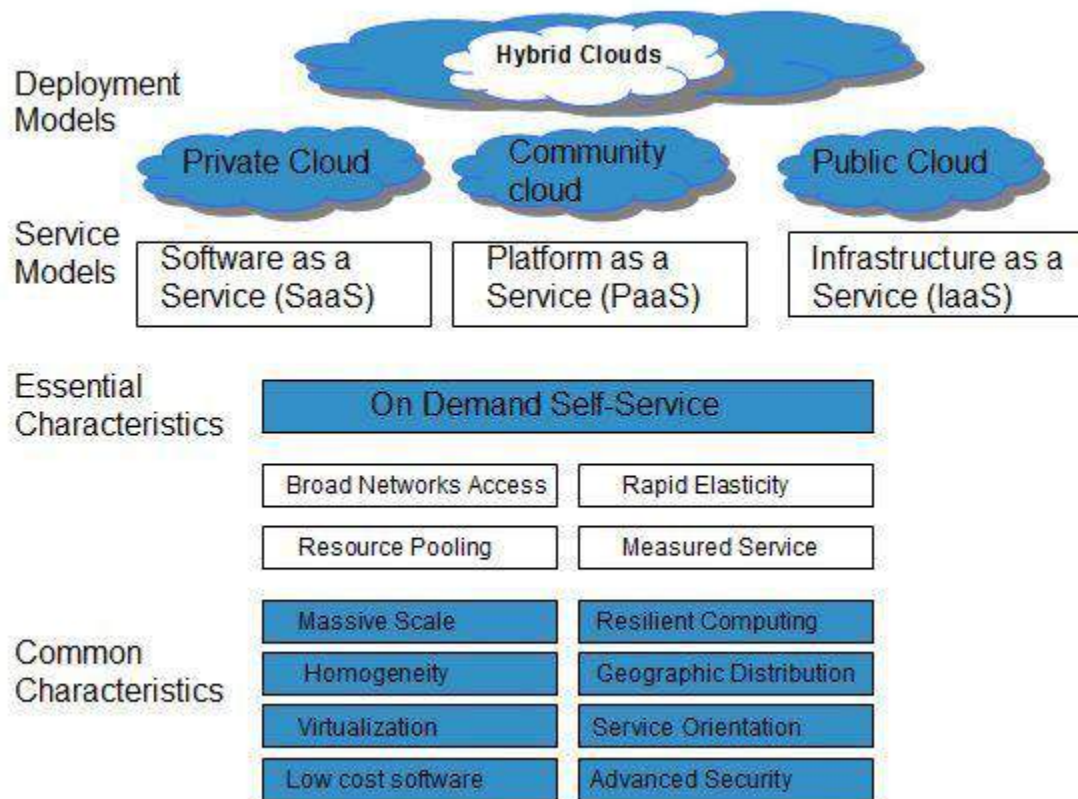 Hybrid Clouds
Deployment
Models
Private Cloud
Community
cloud
Public Cloud
Service
Models
Software as a
Service (SaaS)
Platform as a
Service (PaaS)
Infrastructure as a
Service (IaaS)
Essential
Characteristics
On Demand Self-Service
Broad Networks Access
Rapid Elasticity
Resource Pooling
Measured Service
Common
Characteristics
Massive Scale
Resilient Computing
Homogeneity
Geographic Distribution
Virtualization
Service Orientation
Low cost software
Advanced Security